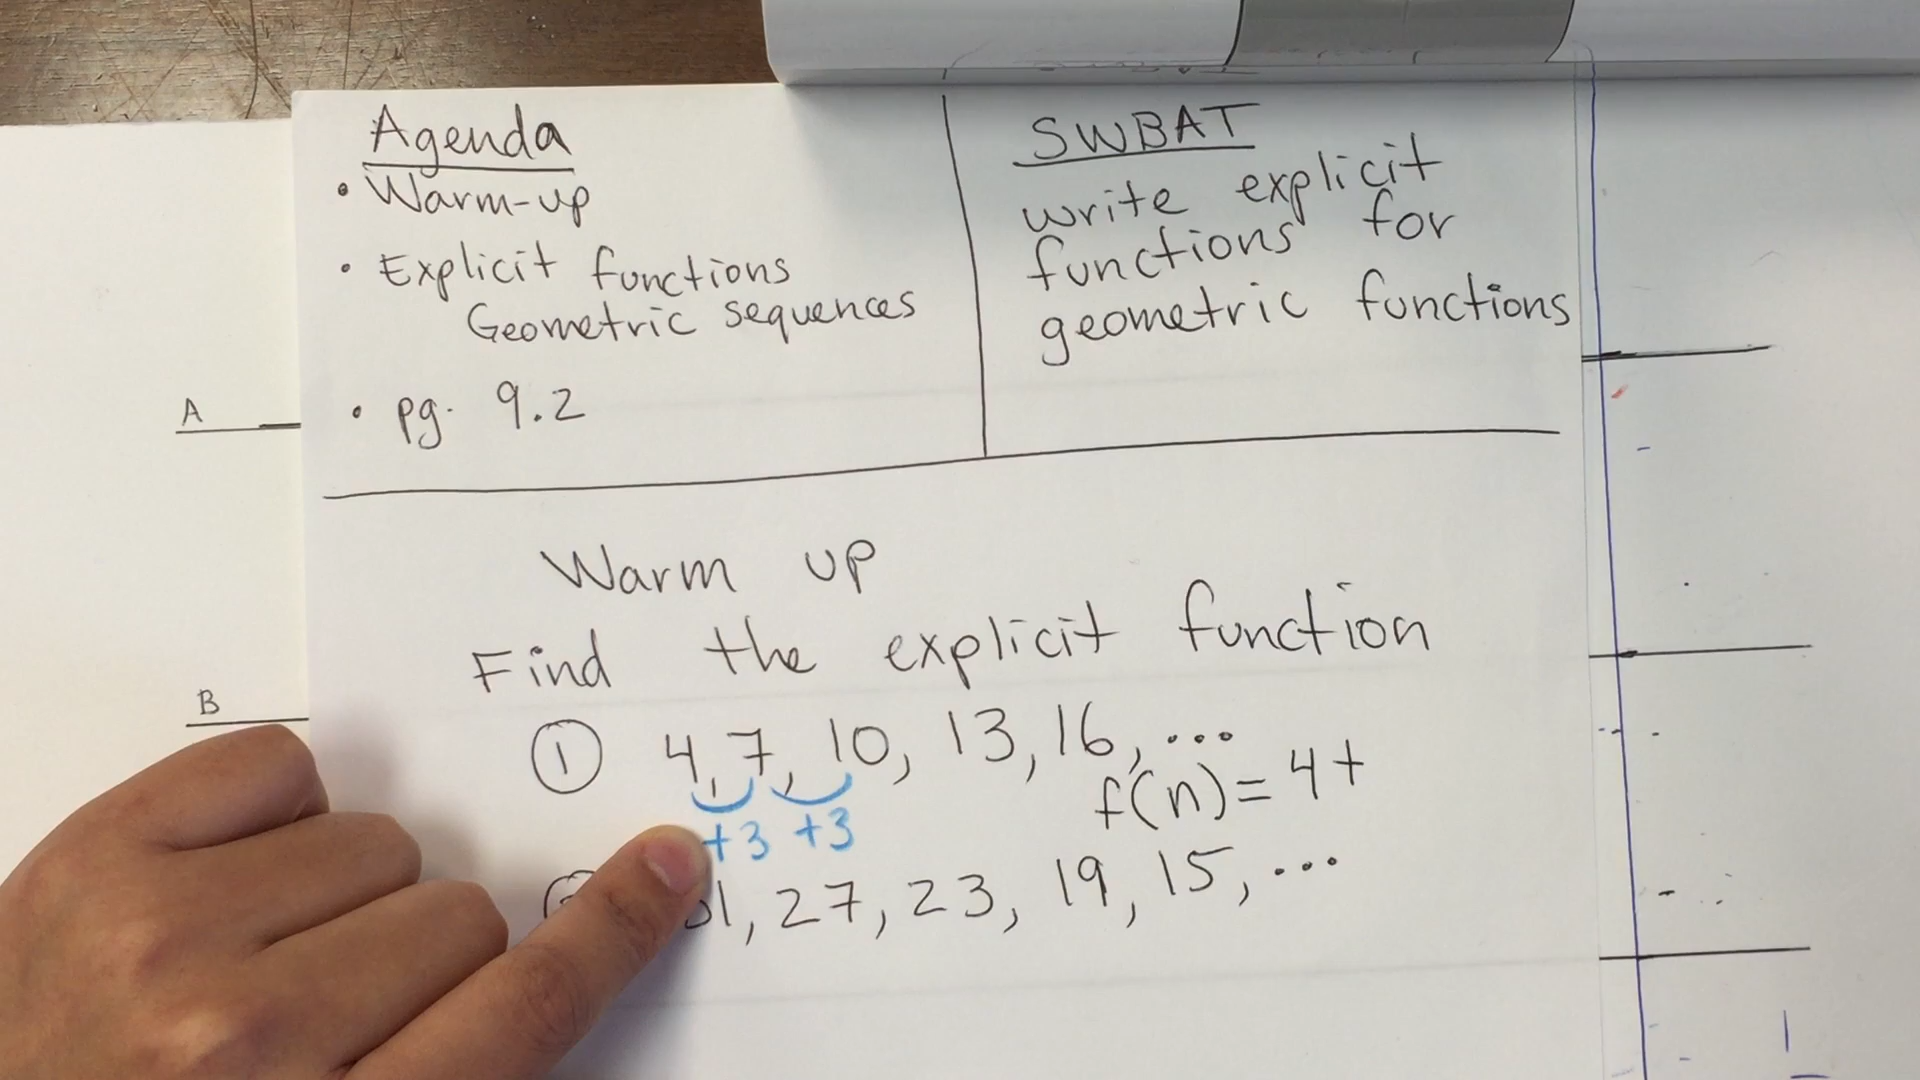 Agenda
• Warm-up
• Explicit functions
Geometric sequences
• pg. 9.2
SWBAT
write explicit
functions for
geometric functions
A
B
Warm up
Find the explicit function
① 4, 7, 10, 13, 16, ...
f(n) = 4+
+3 +3
27, 23, 19, 15, ...